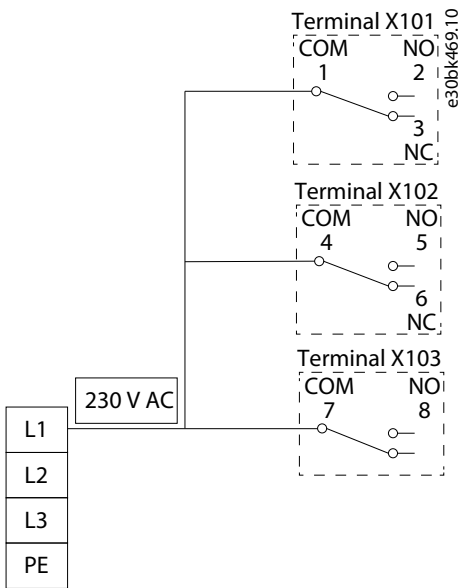 Terminal X101
COM NO
1 2
3
NC
e30bk469.10
Terminal X102
COM NO
4 5
6
NC
Terminal X103
COM NO
7 8
230 V AC
L1
L2
L3
PE